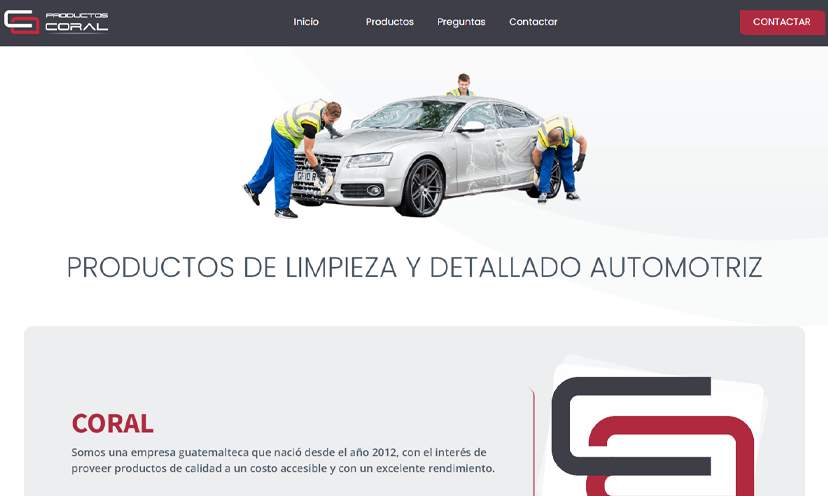 PRODUCTOS
CORAL
Inicio
Productos
Preguntas
Contactar
CONTACTAR
PRODUCTOS DE LIMPIEZA Y DETALLADO AUTOMOTRIZ
CORAL
Somos una empresa guatemalteca que nació desde el año 2012, con el interés de
proveer productos de calidad a un costo accesible y con un excelente rendimiento.